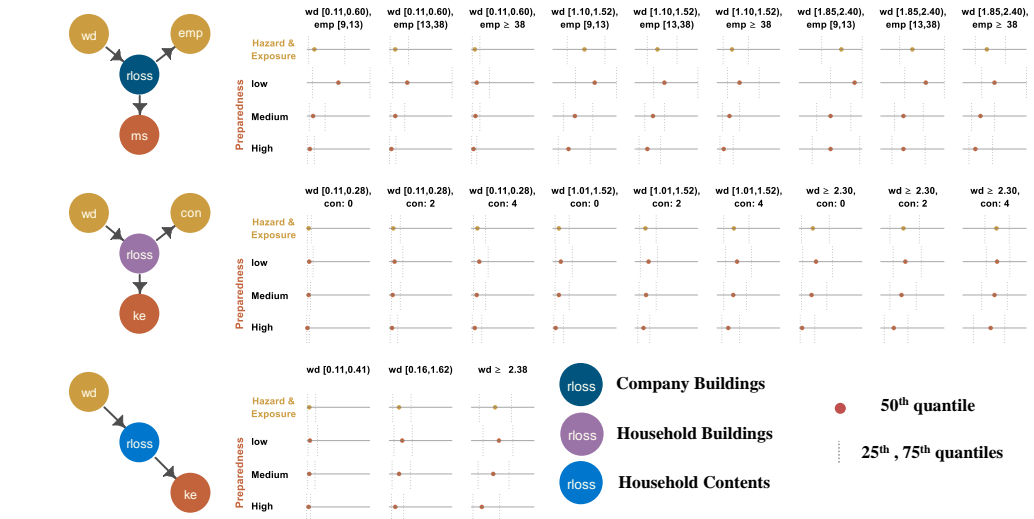 wd
emp
rloss
ms
wd [0.11,0.60), emp [9,13)
wd [0.11,0.60), emp [13,38)
wd [0.11,0.60), emp ≥ 38
wd [1.10,1.52), emp [9,13)
wd [1.10,1.52), emp [13,38)
wd [1.10,1.52), emp ≥ 38
wd [1.85,2.40), emp [9,13)
wd [1.85,2.40), emp [13,38)
wd [1.85,2.40), emp ≥ 38
Hazard &
Exposure
Preparedness
low
Medium
High
wd
con
rloss
ke
wd [0.11,0.28), con: 0
wd [0.11,0.28), con: 2
wd [0.11,0.28), con: 4
wd [1.01,1.52), con: 0
wd [1.01,1.52), con: 2
wd [1.01,1.52), con: 4
wd ≥ 2.30, con: 0
wd ≥ 2.30, con: 2
wd ≥ 2.30, con: 4
Hazard &
Exposure
Preparedness
low
Medium
High
wd
rloss
ke
wd [0.11,0.41)
wd [0.16,1.62)
wd ≥ 2.38
Hazard &
Exposure
Preparedness
low
Medium
High
rloss Company Buildings
rloss Household Buildings
rloss Household Contents
50th quantile
25th , 75th quantiles